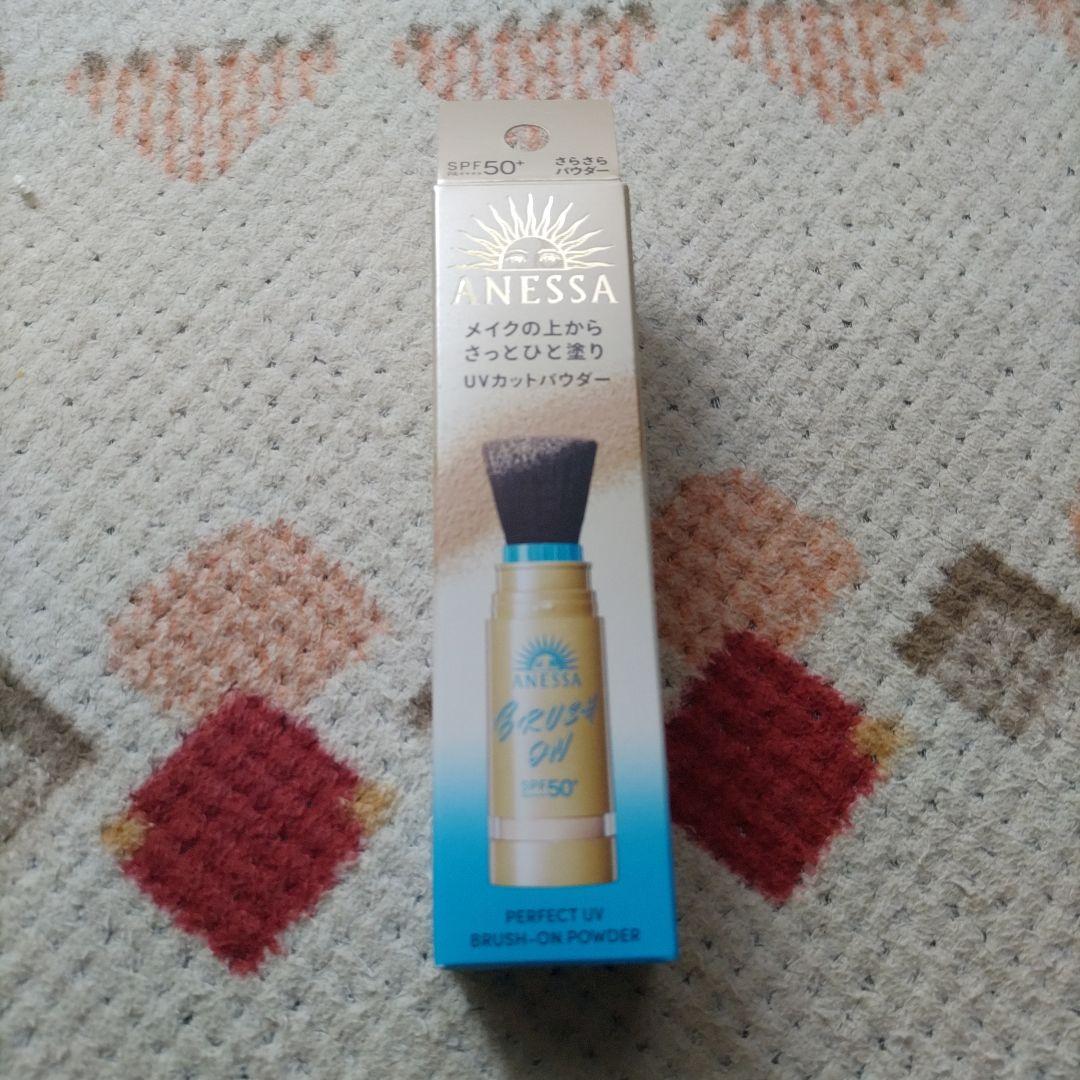 SPF50+
PA++++
さらさら
パウダー
ANESSA
メイクの上から
さっとひと塗り
UVカットパウダー
ANESSA
BRUSH
ON
SPF50+
PERFECT UV
BRUSH-ON POWDER